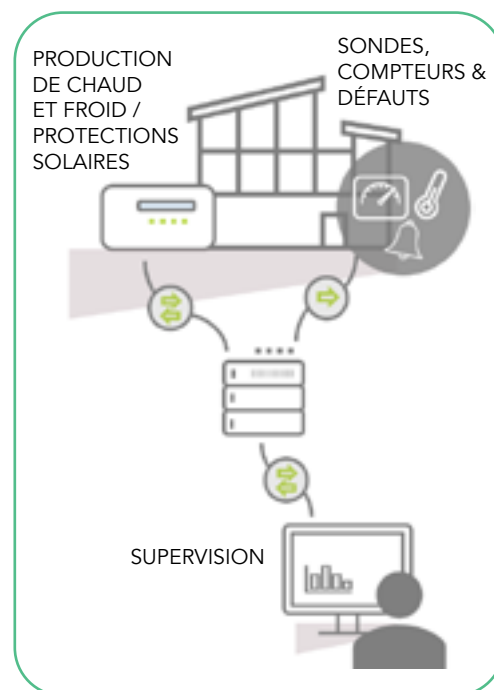 PRODUCTION
DE CHAUD
ET FROID /
PROTECTIONS
SOLAIRES
SONDES,
COMPTEURS &
DÉFAUTS
SUPERVISION